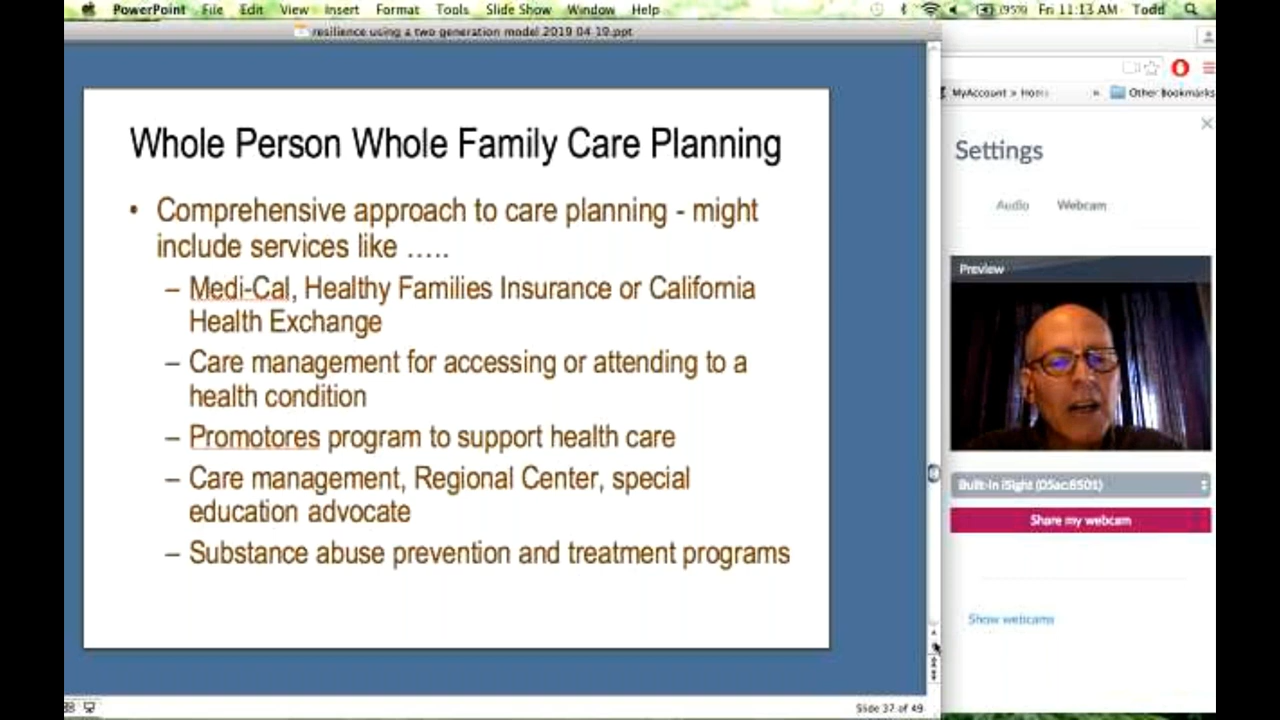 PowerPoint File Edit View Insert Format Tools Slide Show Window Help (95%) Fri 11:13 AM Todd
resilience using a two generation model 2019 04 19.ppt
Whole Person Whole Family Care Planning
• Comprehensive approach to care planning - might
include services like …..
– Medi-Cal, Healthy Families Insurance or California
Health Exchange
– Care management for accessing or attending to a
health condition
– Promotores program to support health care
– Care management, Regional Center, special
education advocate
– Substance abuse prevention and treatment programs
Slide 37 of 49
MyAccount » Home » Other Bookmarks
Settings
Audio Webcam
Preview
Built-in iSight (05ac:8501)
Share my webcam
Show webcams